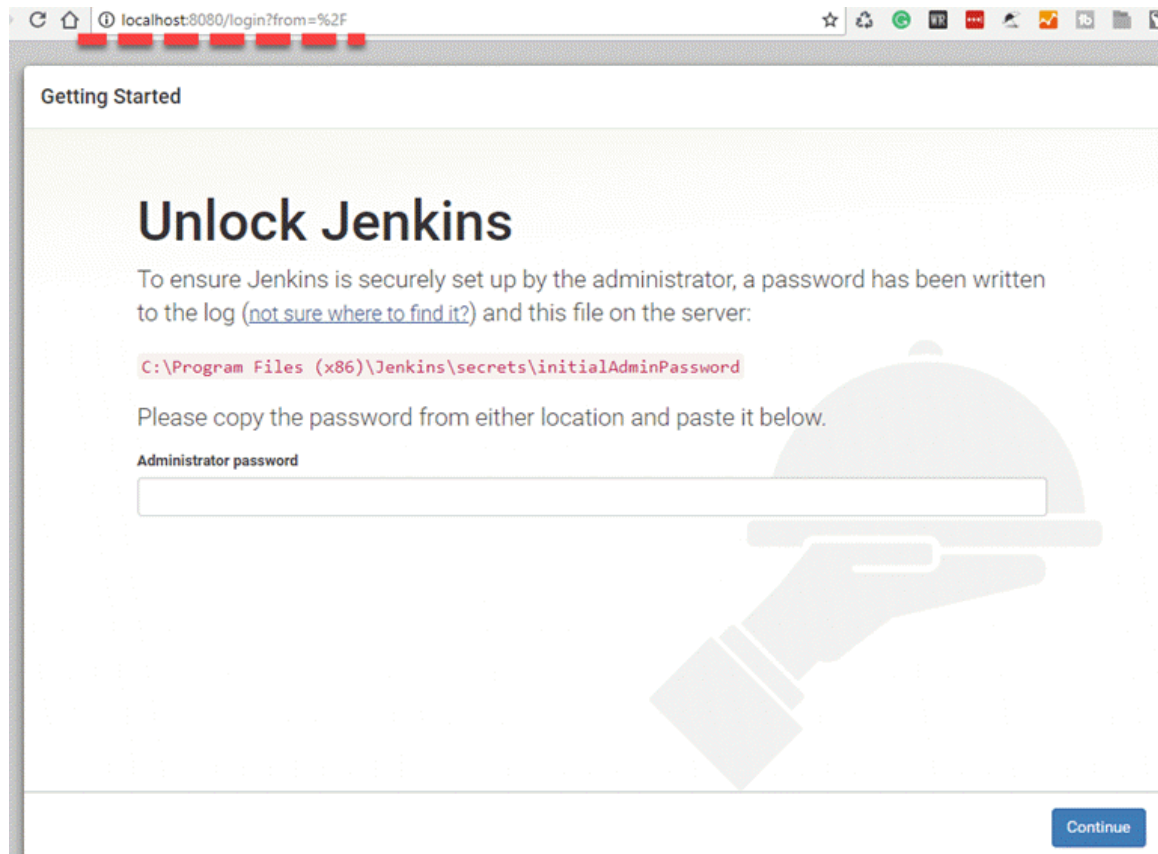 localhost:8080/login?from=%2F
Getting Started
Unlock Jenkins
To ensure Jenkins is securely set up by the administrator, a password has been written
to the log (not sure where to find it?) and this file on the server:
C:\Program Files (x86)\Jenkins\secrets\initialAdminPassword
Please copy the password from either location and paste it below.
Administrator password
Continue